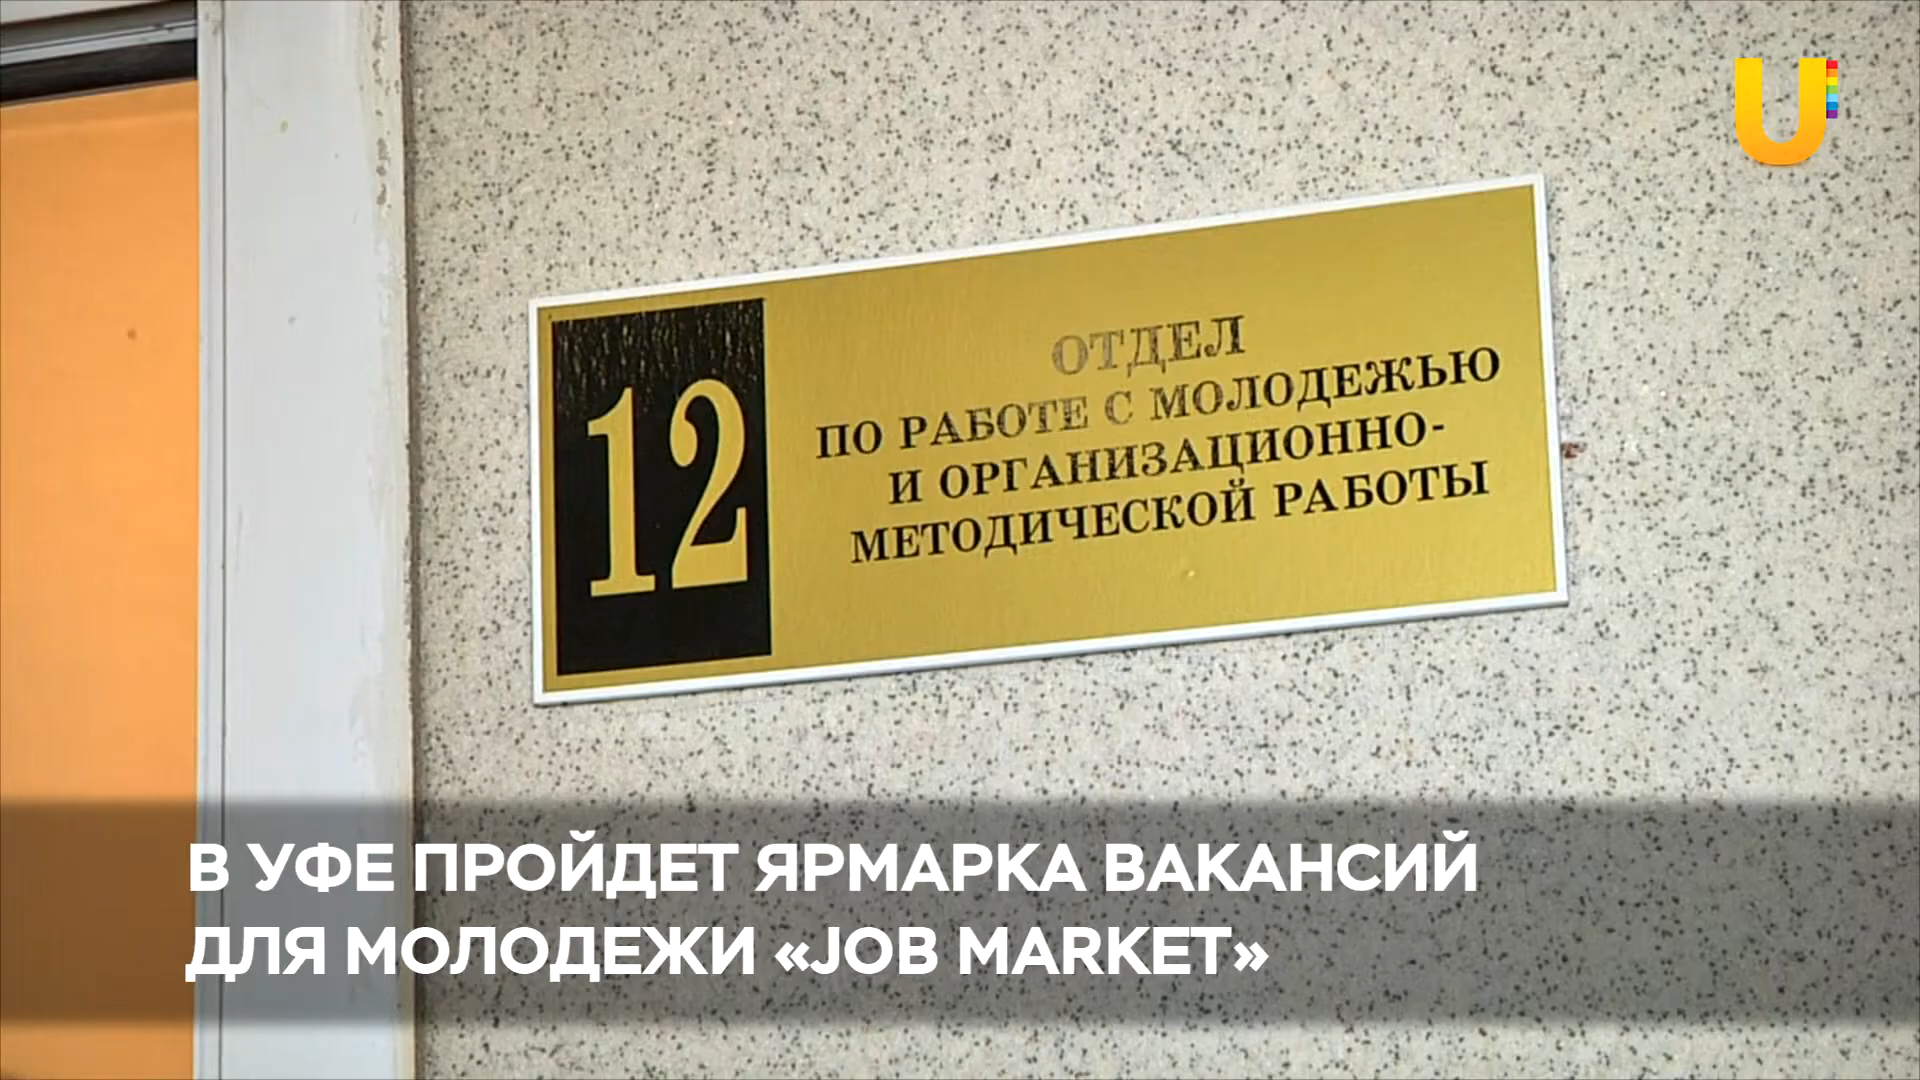 U
12
ОТДЕЛ
ПО РАБОТЕ С МОЛОДЕЖЬЮ
И ОРГАНИЗАЦИОННО-
МЕТОДИЧЕСКОЙ РАБОТЫ
В УФЕ ПРОЙДЕТ ЯРМАРКА ВАКАНСИЙ
ДЛЯ МОЛОДЕЖИ «JOB MARKET»